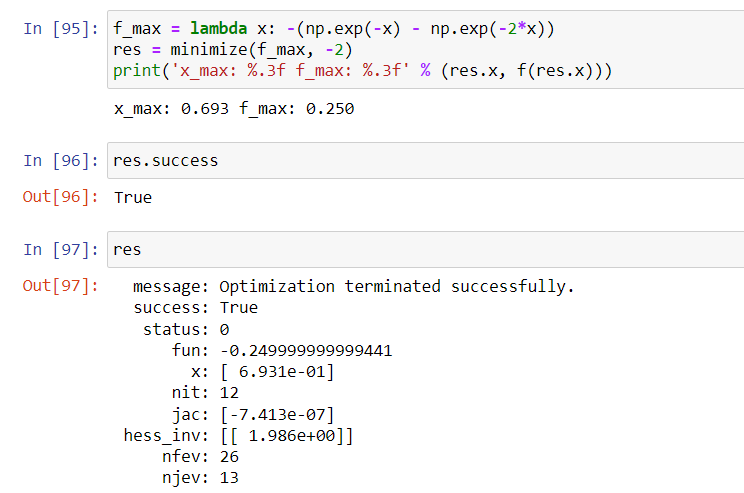 In [95]: f_max = lambda x: -(np.exp(-x) - np.exp(-2*x))
res = minimize(f_max, -2)
print('x_max: %.3f f_max: %.3f' % (res.x, f(res.x)))
x_max: 0.693 f_max: 0.250
In [96]: res.success
Out[96]: True
In [97]: res
Out[97]: message: Optimization terminated successfully.
success: True
status: 0
fun: -0.249999999999441
x: [ 6.931e-01]
nit: 12
jac: [-7.413e-07]
hess_inv: [[ 1.986e+00]]
nfev: 26
njev: 13